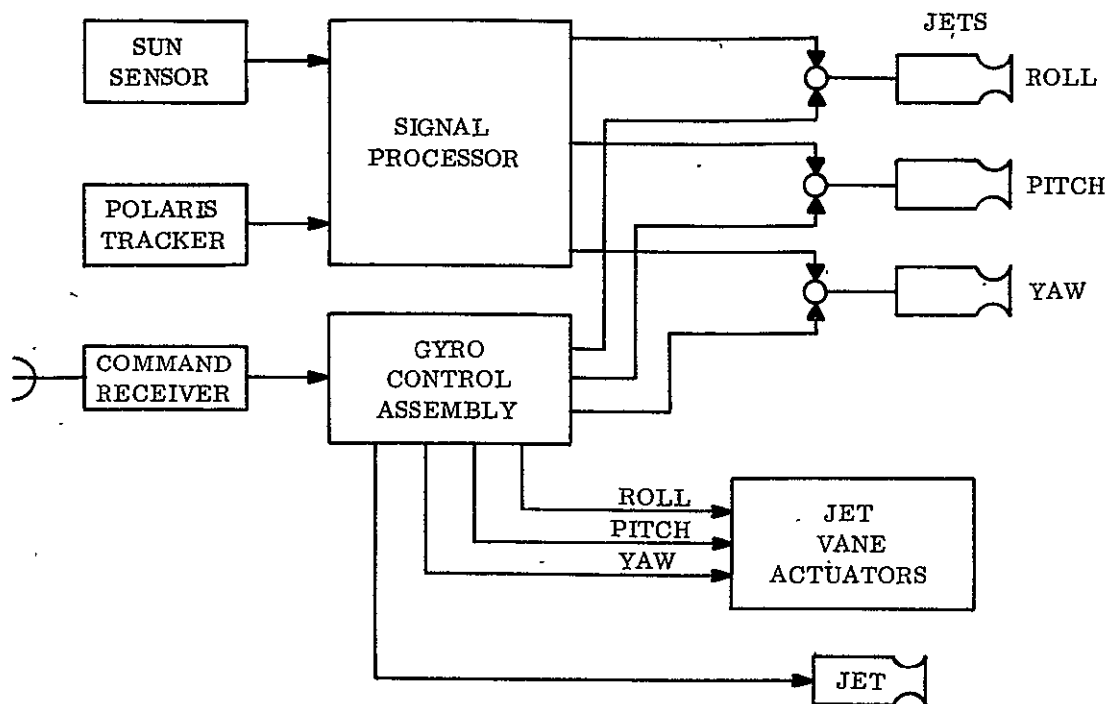 JETS
SUN
SENSOR
SIGNAL
PROCESSOR
ROLL
POLARIS
TRACKER
PITCH
YAW
COMMAND
RECEIVER
GYRO
CONTROL
ASSEMBLY
ROLL
PITCH
YAW
JET
VANE
ACTUATORS
JET